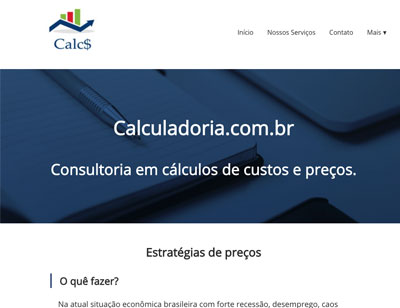 Calc$
Início Nossos Serviços Contato Mais ▾
Calculadoria.com.br
Consultoria em cálculos de custos e preços.
Estratégias de preços
O quê fazer?
Na atual situação econômica brasileira com forte recessão, desemprego, caos